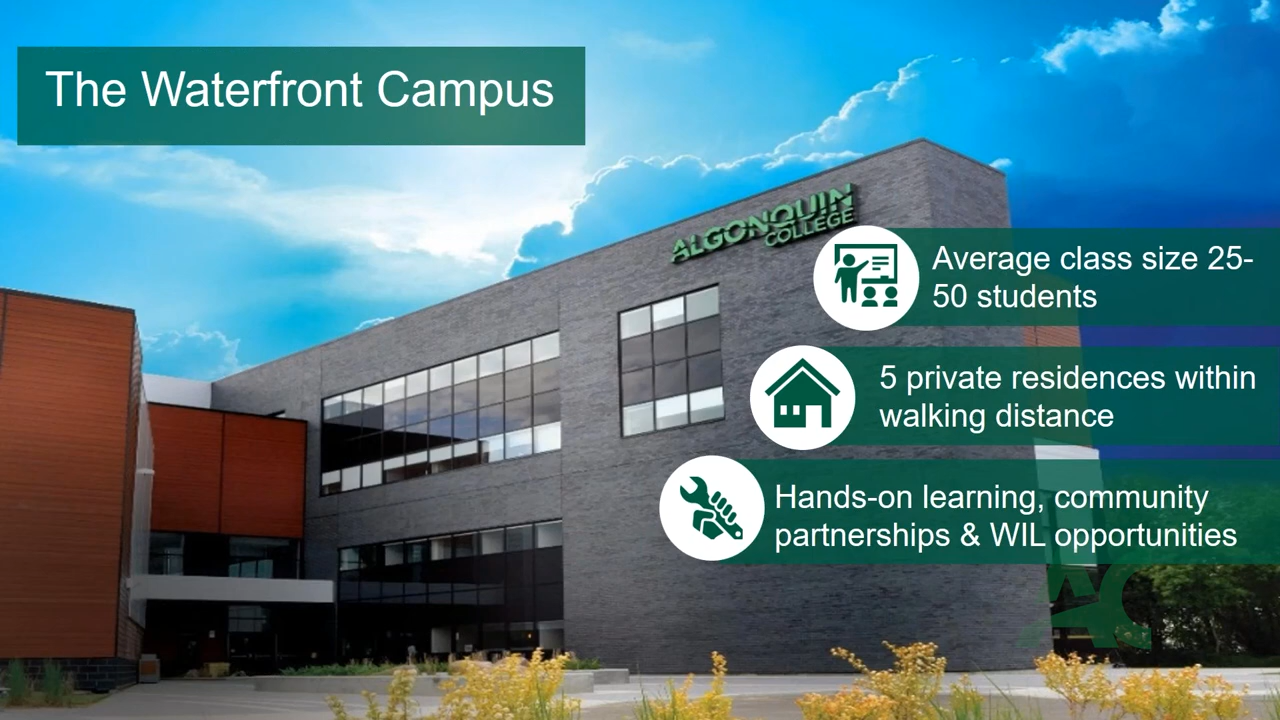 The Waterfront Campus
ALGONQUIN
COLLEGE
Average class size 25-
50 students
5 private residences within
walking distance
Hands-on learning, community
partnerships & WIL opportunities
AC